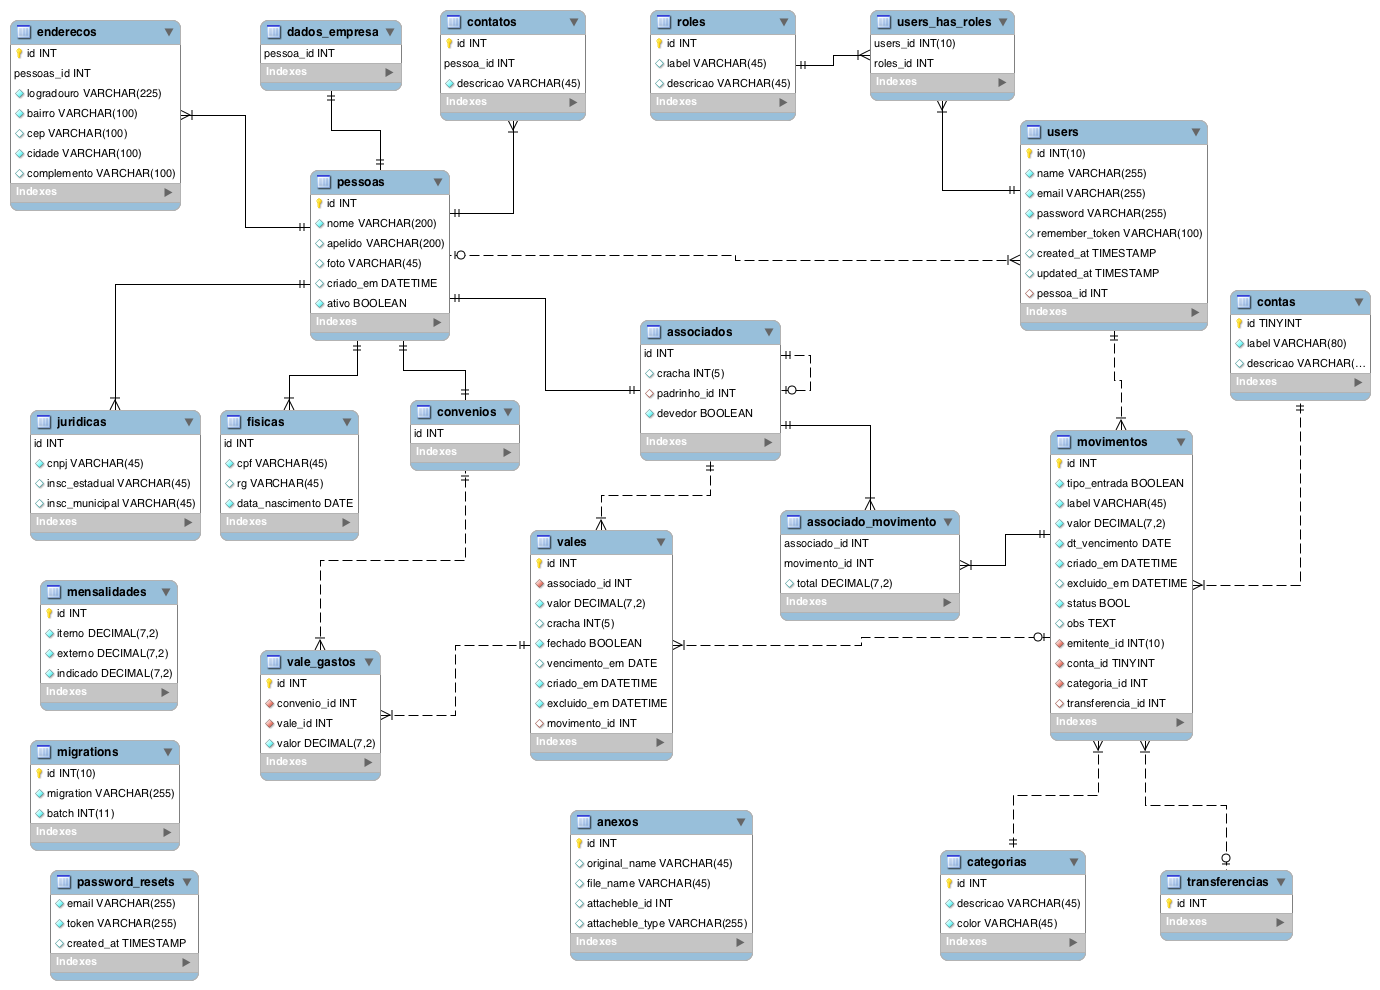 enderecos
id INT
pessoas_id INT
logradouro VARCHAR(225)
bairro VARCHAR(100)
cep VARCHAR(100)
cidade VARCHAR(100)
complemento VARCHAR(100)
Indexes
dados_empresa
pessoa_id INT
Indexes
contatos
id INT
pessoa_id INT
descricao VARCHAR(45)
Indexes
roles
id INT
label VARCHAR(45)
descricao VARCHAR(45)
Indexes
users_has_roles
users_id INT(10)
roles_id INT
Indexes
users
id INT(10)
name VARCHAR(255)
email VARCHAR(255)
password VARCHAR(255)
remember_token VARCHAR(100)
created_at TIMESTAMP
updated_at TIMESTAMP
pessoa_id INT
Indexes
pessoas
id INT
nome VARCHAR(200)
apelido VARCHAR(200)
foto VARCHAR(45)
criado_em DATETIME
ativo BOOLEAN
Indexes
contas
id TINYINT
label VARCHAR(80)
descricao VARCHAR(...
Indexes
associados
id INT
cracha INT(5)
padrinho_id INT
devedor BOOLEAN
Indexes
juridicas
id INT
cnpj VARCHAR(45)
insc_estadual VARCHAR(45)
insc_municipal VARCHAR(45)
Indexes
fisicas
id INT
cpf VARCHAR(45)
rg VARCHAR(45)
data_nascimento DATE
Indexes
convenios
id INT
Indexes
movimentos
id INT
tipo_entrada BOOLEAN
label VARCHAR(45)
valor DECIMAL(7,2)
dt_vencimento DATE
criado_em DATETIME
excluido_em DATETIME
status BOOL
obs TEXT
emitente_id INT(10)
conta_id TINYINT
categoria_id INT
transferencia_id INT
Indexes
associado_movimento
associado_id INT
movimento_id INT
total DECIMAL(7,2)
Indexes
vales
id INT
associado_id INT
valor DECIMAL(7,2)
cracha INT(5)
fechado BOOLEAN
vencimento_em DATE
criado_em DATETIME
excluido_em DATETIME
movimento_id INT
Indexes
mensalidades
id INT
iterno DECIMAL(7,2)
externo DECIMAL(7,2)
indicado DECIMAL(7,2)
Indexes
vale_gastos
id INT
convenio_id INT
vale_id INT
valor DECIMAL(7,2)
Indexes
migrations
id INT(10)
migration VARCHAR(255)
batch INT(11)
Indexes
anexos
id INT
original_name VARCHAR(45)
file_name VARCHAR(45)
attacheble_id INT
attacheble_type VARCHAR(255)
Indexes
categorias
id INT
descricao VARCHAR(45)
color VARCHAR(45)
Indexes
transferencias
id INT
Indexes
password_resets
email VARCHAR(255)
token VARCHAR(255)
created_at TIMESTAMP
Indexes